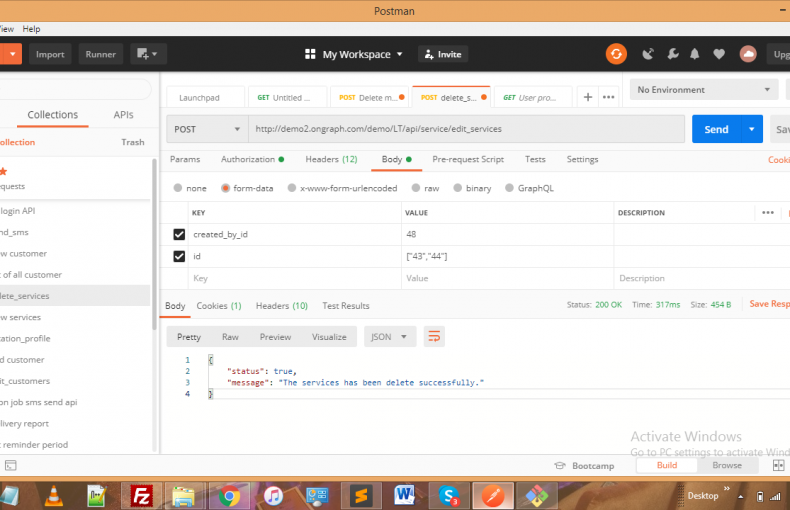 Postman
View Help
Import Runner My Workspace Invite Upg
Launchpad GET Untitled ... POST Delete m... POST delete_s... GET User pro... No Environment
Collections APIs
ollection Trash
equests
login API
nd_sms
w customer
t of all customer
lete_services
w services
tation_profile
d customer
it_customers
on job sms send api
livery report
t reminder period
POST http://demo2.ongraph.com/demo/LT/api/service/edit_services Send Sav
Params Authorization Headers (12) Body Pre-request Script Tests Settings Cooki
none form-data x-www-form-urlencoded raw binary GraphQL
KEY VALUE DESCRIPTION
created_by_id 48
id ["43","44"]
Key Value Description
Body Cookies (1) Headers (10) Test Results Status: 200 OK Time: 317ms Size: 454 B Save Resp
Pretty Raw Preview Visualize JSON
1 {
2 "status": true,
3 "message": "The services has been delete successfully."
4 }
Activate Windows
Go to PC settings to activate Wind
Bootcamp Build Browse
Desktop